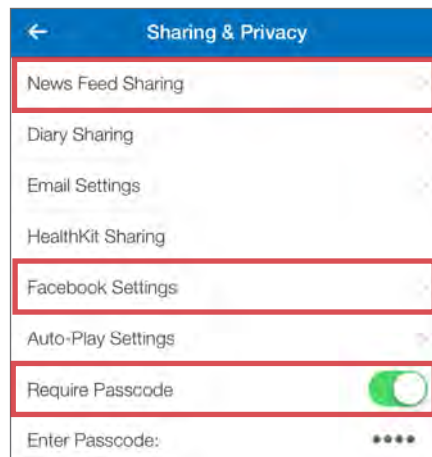 Sharing & Privacy
News Feed Sharing
Diary Sharing
Email Settings
HealthKit Sharing
Facebook Settings
Auto-Play Settings
Require Passcode
Enter Passcode: ••••